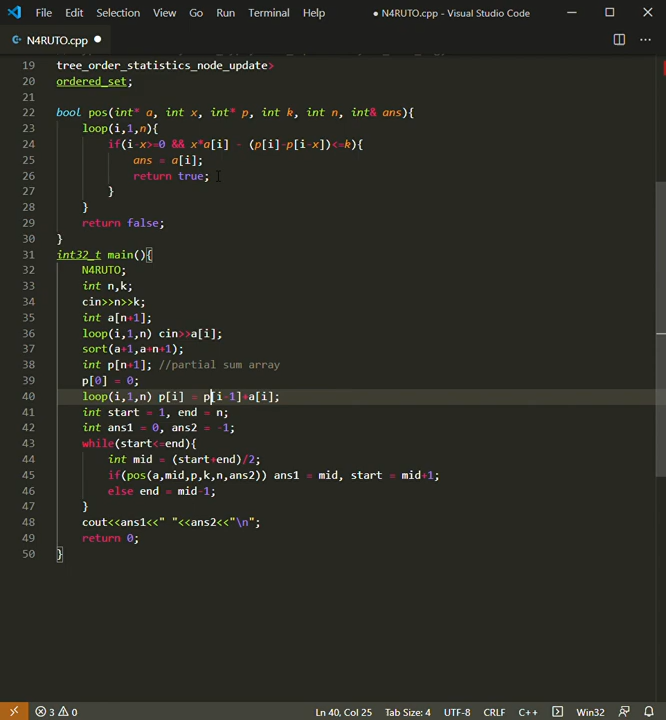 File Edit Selection View Go Run Terminal Help ● N4RUTO.cpp - Visual Studio Code
N4RUTO.cpp ●
19 tree_order_statistics_node_update>
20 ordered_set;
21
22 bool pos(int* a, int x, int* p, int k, int n, int& ans){
23 loop(i,1,n){
24 if(i-x>=0 && x*a[i] - (p[i]-p[i-x])<=k){
25 ans = a[i];
26 return true;
27 }
28 }
29 return false;
30 }
31 int32_t main(){
32 N4RUTO;
33 int n,k;
34 cin>>n>>k;
35 int a[n+1];
36 loop(i,1,n) cin>>a[i];
37 sort(a+1,a+n+1);
38 int p[n+1]; //partial sum array
39 p[0] = 0;
40 loop(i,1,n) p[i] = p[i-1]+a[i];
41 int start = 1, end = n;
42 int ans1 = 0, ans2 = -1;
43 while(start<=end){
44 int mid = (start+end)/2;
45 if(pos(a,mid,p,k,n,ans2)) ans1 = mid, start = mid+1;
46 else end = mid-1;
47 }
48 cout<<ans1<<" "<<ans2<<"\n";
49 return 0;
50 }
3 0 Ln 40, Col 25 Tab Size: 4 UTF-8 CRLF C++ Win32